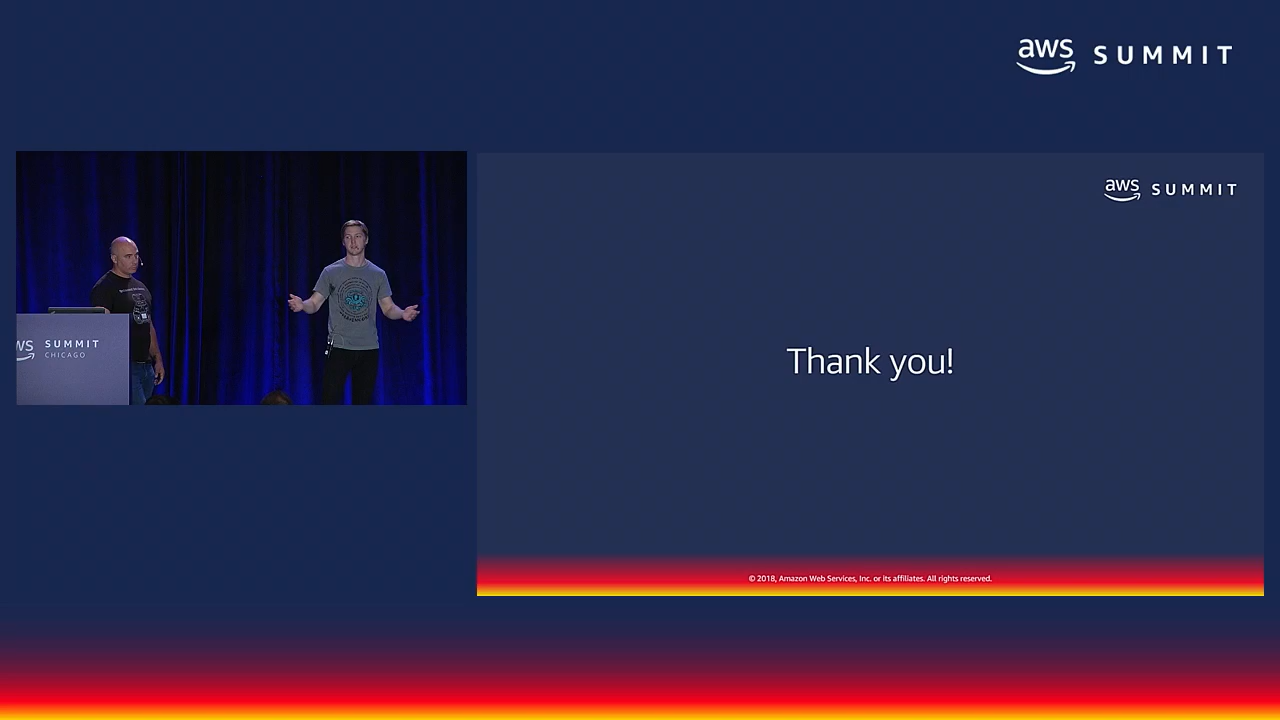 aws SUMMIT
WS SUMMIT
CHICAGO
aws SUMMIT
Thank you!
© 2018, Amazon Web Services, Inc. or its affiliates. All rights reserved.